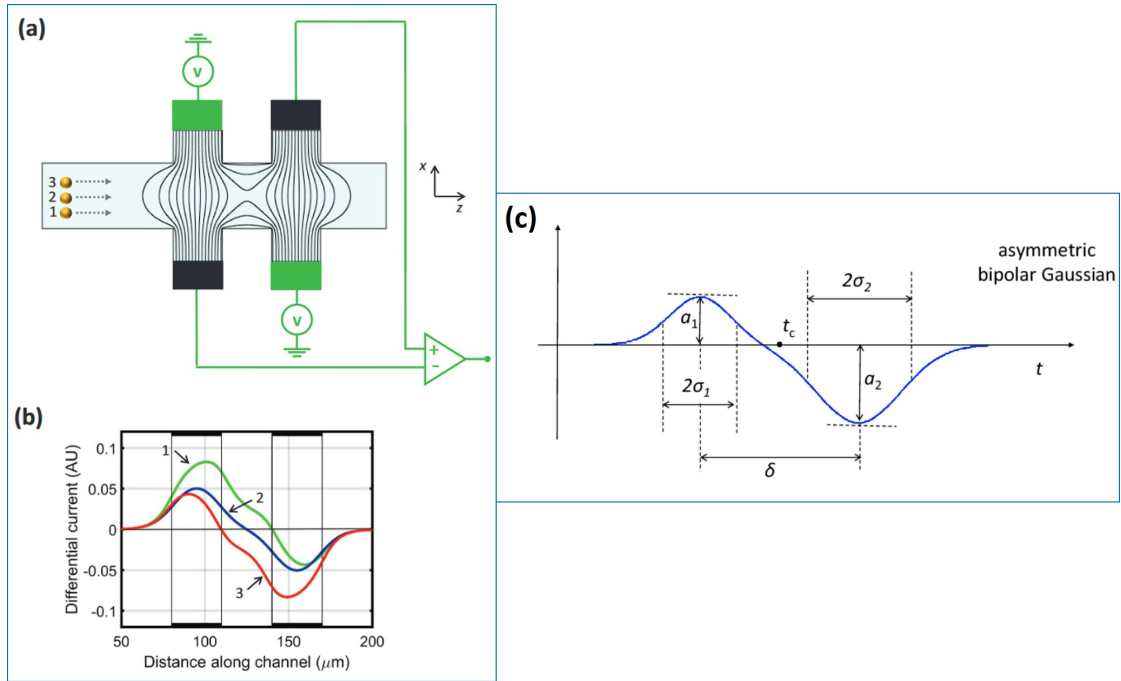 (a)
V
3
2
1
x
z
V
+
−
(b)
Differential current (AU)
0.1
0.05
0
-0.05
-0.1
1
2
3
50 100 150 200
Distance along channel (μm)
(c)
asymmetric
bipolar Gaussian
2σ₂
a₁
t_c
t
2σ₁
a₂
δ